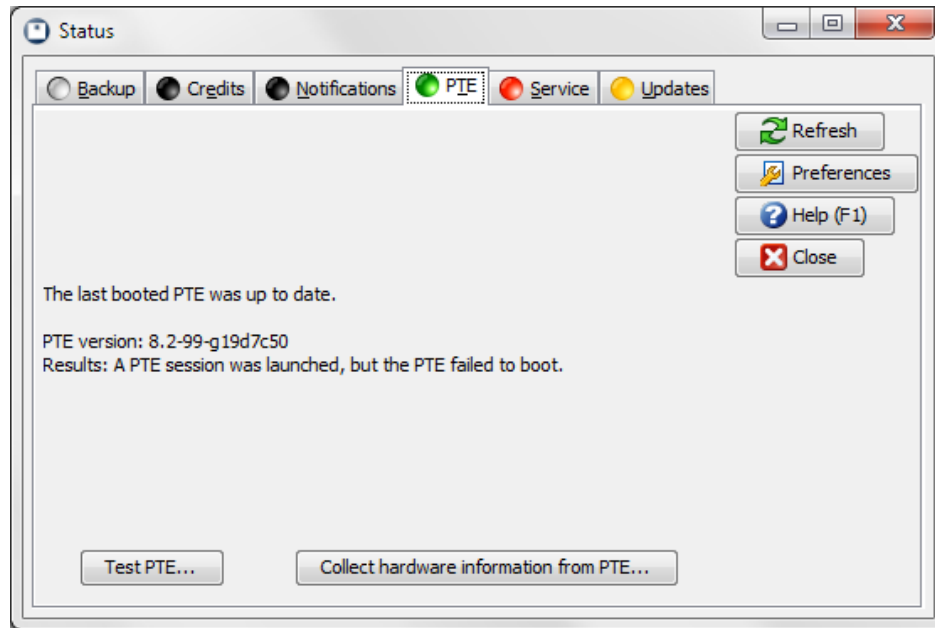 Status
Backup
Credits
Notifications
PTE
Service
Updates
Refresh
Preferences
Help (F1)
Close
The last booted PTE was up to date.
PTE version: 8.2-99-g19d7c50
Results: A PTE session was launched, but the PTE failed to boot.
Test PTE...
Collect hardware information from PTE...